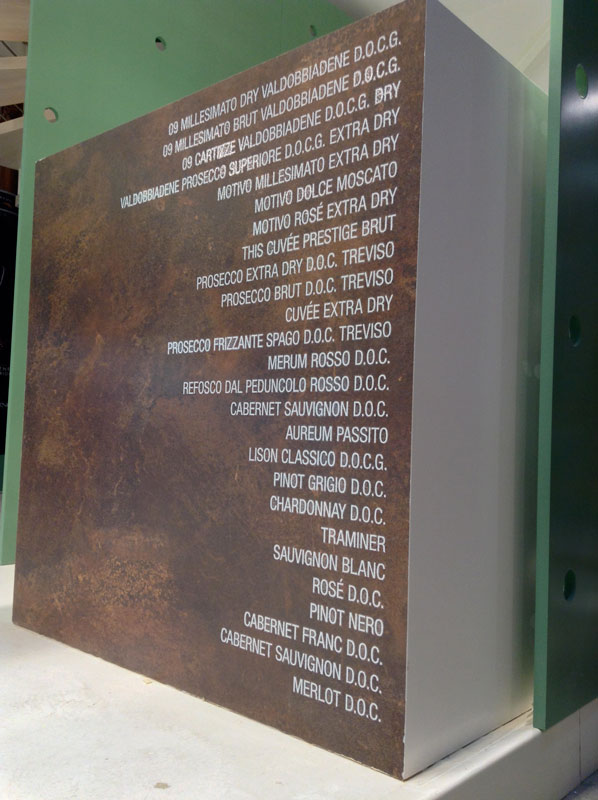 09 MILLESIMATO DRY VALDOBBIADENE D.O.C.G.
09 MILLESIMATO BRUT VALDOBBIADENE D.O.C.G.
09 CARTIZZE VALDOBBIADENE D.O.C.G. DRY
VALDOBBIADENE PROSECCO SUPERIORE D.O.C.G. EXTRA DRY
MOTIVO MILLESIMATO EXTRA DRY
MOTIVO DOLCE MOSCATO
MOTIVO ROSÉ EXTRA DRY
THIS CUVÉE PRESTIGE BRUT
PROSECCO EXTRA DRY D.O.C. TREVISO
PROSECCO BRUT D.O.C. TREVISO
CUVÉE EXTRA DRY
PROSECCO FRIZZANTE SPAGO D.O.C. TREVISO
MERUM ROSSO D.O.C.
REFOSCO DAL PEDUNCOLO ROSSO D.O.C.
CABERNET SAUVIGNON D.O.C.
AUREUM PASSITO
LISON CLASSICO D.O.C.G.
PINOT GRIGIO D.O.C.
CHARDONNAY D.O.C.
TRAMINER
SAUVIGNON BLANC
ROSÉ D.O.C.
PINOT NERO
CABERNET FRANC D.O.C.
CABERNET SAUVIGNON D.O.C.
MERLOT D.O.C.